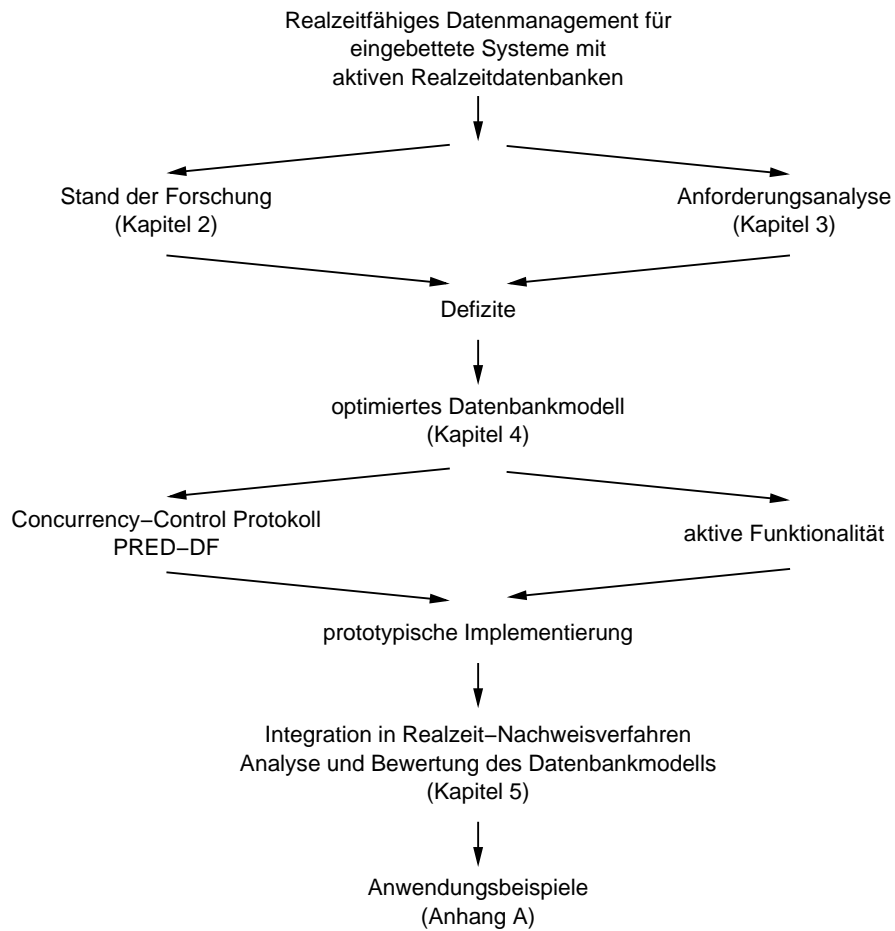 Realzeitfähiges Datenmanagement für
eingebettete Systeme mit
aktiven Realzeitdatenbanken
Stand der Forschung
(Kapitel 2)
Anforderungsanalyse
(Kapitel 3)
Defizite
optimiertes Datenbankmodell
(Kapitel 4)
Concurrency−Control Protokoll
PRED−DF
aktive Funktionalität
prototypische Implementierung
Integration in Realzeit−Nachweisverfahren
Analyse und Bewertung des Datenbankmodells
(Kapitel 5)
Anwendungsbeispiele
(Anhang A)